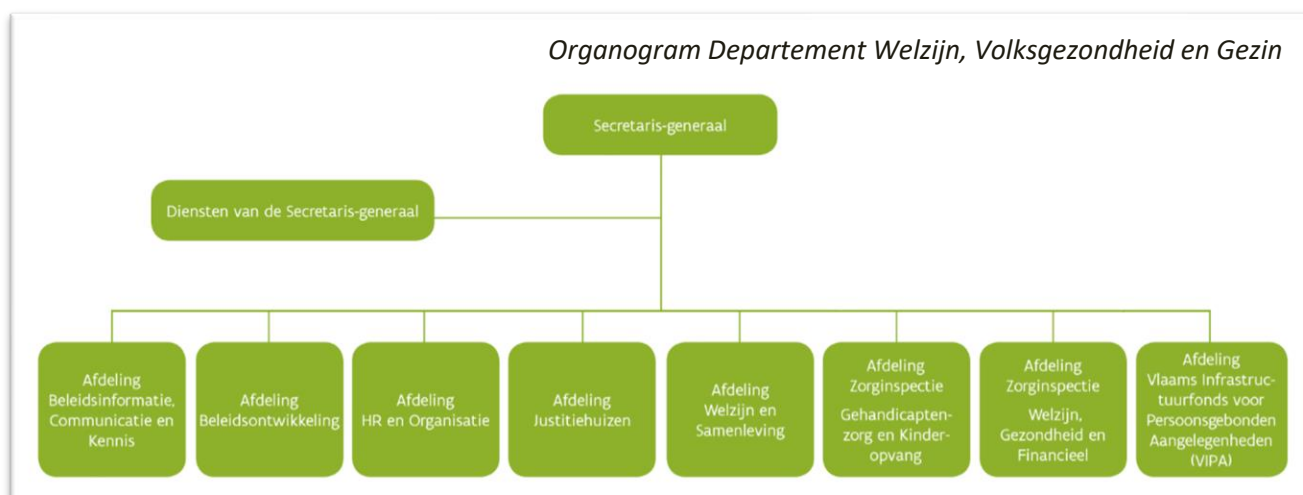 Organogram Departement Welzijn, Volksgezondheid en Gezin
Secretaris-generaal
Diensten van de Secretaris-generaal
Afdeling
Beleidsinformatie,
Communicatie en
Kennis
Afdeling
Beleidsontwikkeling
Afdeling
HR en Organisatie
Afdeling
Justitiehuizen
Afdeling
Welzijn en
Samenleving
Afdeling
Zorginspectie
Gehandicapten-
zorg en Kinder-
opvang
Afdeling
Zorginspectie
Welzijn,
Gezondheid en
Financieel
Afdeling
Vlaams Infrastruc-
tuurfonds voor
Persoonsgebonden
Aangelegenheden
(VIPA)